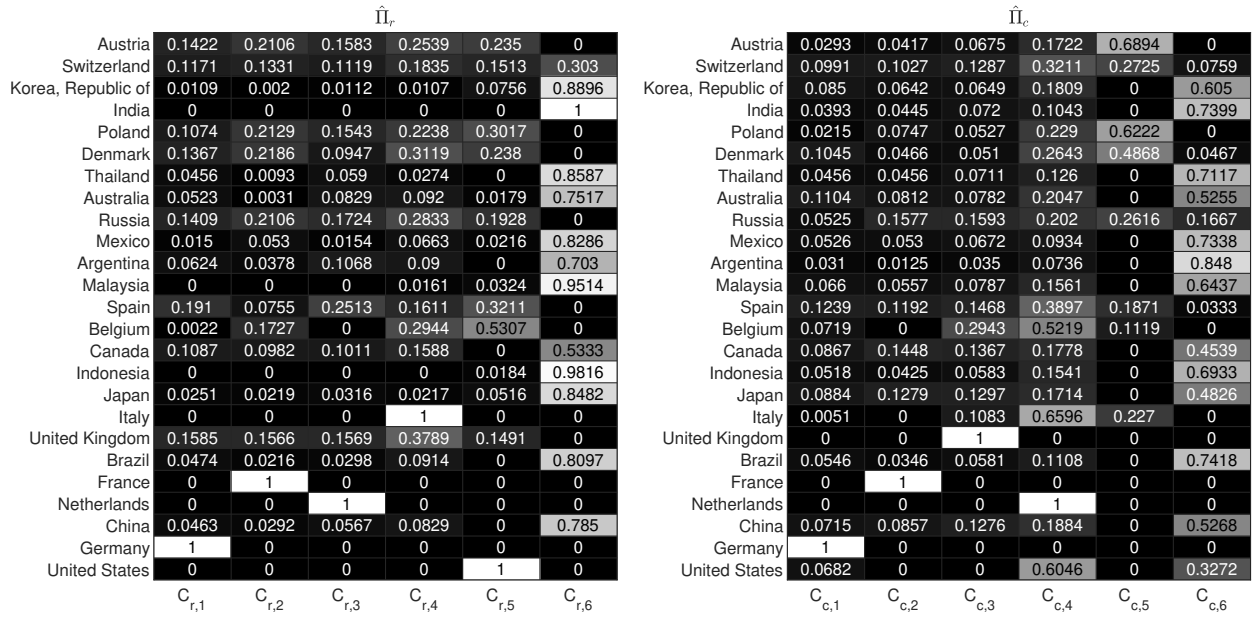 Π̂_r
Austria 0.1422 0.2106 0.1583 0.2539 0.235 0
Switzerland 0.1171 0.1331 0.1119 0.1835 0.1513 0.303
Korea, Republic of 0.0109 0.002 0.0112 0.0107 0.0756 0.8896
India 0 0 0 0 0 1
Poland 0.1074 0.2129 0.1543 0.2238 0.3017 0
Denmark 0.1367 0.2186 0.0947 0.3119 0.238 0
Thailand 0.0456 0.0093 0.059 0.0274 0 0.8587
Australia 0.0523 0.0031 0.0829 0.092 0.0179 0.7517
Russia 0.1409 0.2106 0.1724 0.2833 0.1928 0
Mexico 0.015 0.053 0.0154 0.0663 0.0216 0.8286
Argentina 0.0624 0.0378 0.1068 0.09 0 0.703
Malaysia 0 0 0 0.0161 0.0324 0.9514
Spain 0.191 0.0755 0.2513 0.1611 0.3211 0
Belgium 0.0022 0.1727 0 0.2944 0.5307 0
Canada 0.1087 0.0982 0.1011 0.1588 0 0.5333
Indonesia 0 0 0 0 0.0184 0.9816
Japan 0.0251 0.0219 0.0316 0.0217 0.0516 0.8482
Italy 0 0 0 1 0 0
United Kingdom 0.1585 0.1566 0.1569 0.3789 0.1491 0
Brazil 0.0474 0.0216 0.0298 0.0914 0 0.8097
France 0 1 0 0 0 0
Netherlands 0 0 1 0 0 0
China 0.0463 0.0292 0.0567 0.0829 0 0.785
Germany 1 0 0 0 0 0
United States 0 0 0 0 1 0
C_r,1 C_r,2 C_r,3 C_r,4 C_r,5 C_r,6
Π̂_c
Austria 0.0293 0.0417 0.0675 0.1722 0.6894 0
Switzerland 0.0991 0.1027 0.1287 0.3211 0.2725 0.0759
Korea, Republic of 0.085 0.0642 0.0649 0.1809 0 0.605
India 0.0393 0.0445 0.072 0.1043 0 0.7399
Poland 0.0215 0.0747 0.0527 0.229 0.6222 0
Denmark 0.1045 0.0466 0.051 0.2643 0.4868 0.0467
Thailand 0.0456 0.0456 0.0711 0.126 0 0.7117
Australia 0.1104 0.0812 0.0782 0.2047 0 0.5255
Russia 0.0525 0.1577 0.1593 0.202 0.2616 0.1667
Mexico 0.0526 0.053 0.0672 0.0934 0 0.7338
Argentina 0.031 0.0125 0.035 0.0736 0 0.848
Malaysia 0.066 0.0557 0.0787 0.1561 0 0.6437
Spain 0.1239 0.1192 0.1468 0.3897 0.1871 0.0333
Belgium 0.0719 0 0.2943 0.5219 0.1119 0
Canada 0.0867 0.1448 0.1367 0.1778 0 0.4539
Indonesia 0.0518 0.0425 0.0583 0.1541 0 0.6933
Japan 0.0884 0.1279 0.1297 0.1714 0 0.4826
Italy 0.0051 0 0.1083 0.6596 0.227 0
United Kingdom 0 0 1 0 0 0
Brazil 0.0546 0.0346 0.0581 0.1108 0 0.7418
France 0 1 0 0 0 0
Netherlands 0 0 0 1 0 0
China 0.0715 0.0857 0.1276 0.1884 0 0.5268
Germany 1 0 0 0 0 0
United States 0.0682 0 0 0.6046 0 0.3272
C_c,1 C_c,2 C_c,3 C_c,4 C_c,5 C_c,6